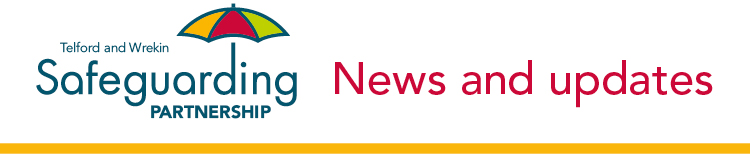 Telford and Wrekin
Safeguarding
PARTNERSHIP
News and updates